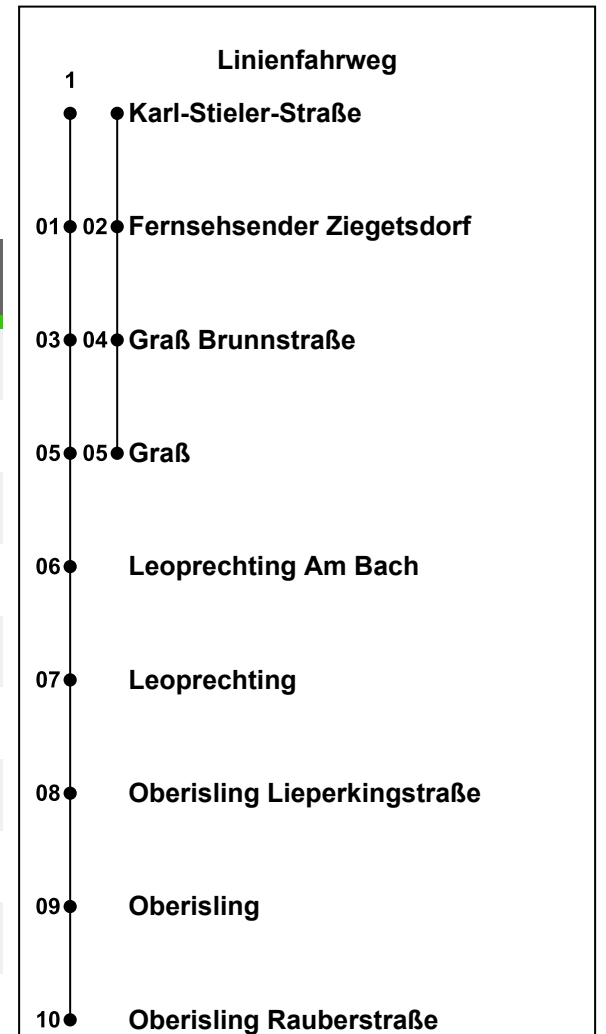 Linienfahrweg
1
Karl-Stieler-Straße
01 02 Fernsehsender Ziegetsdorf
03 04 Graß Brunnstraße
05 05 Graß
06 Leoprechting Am Bach
07 Leoprechting
08 Oberisling Lieperkingstraße
09 Oberisling
10 Oberisling Rauberstraße